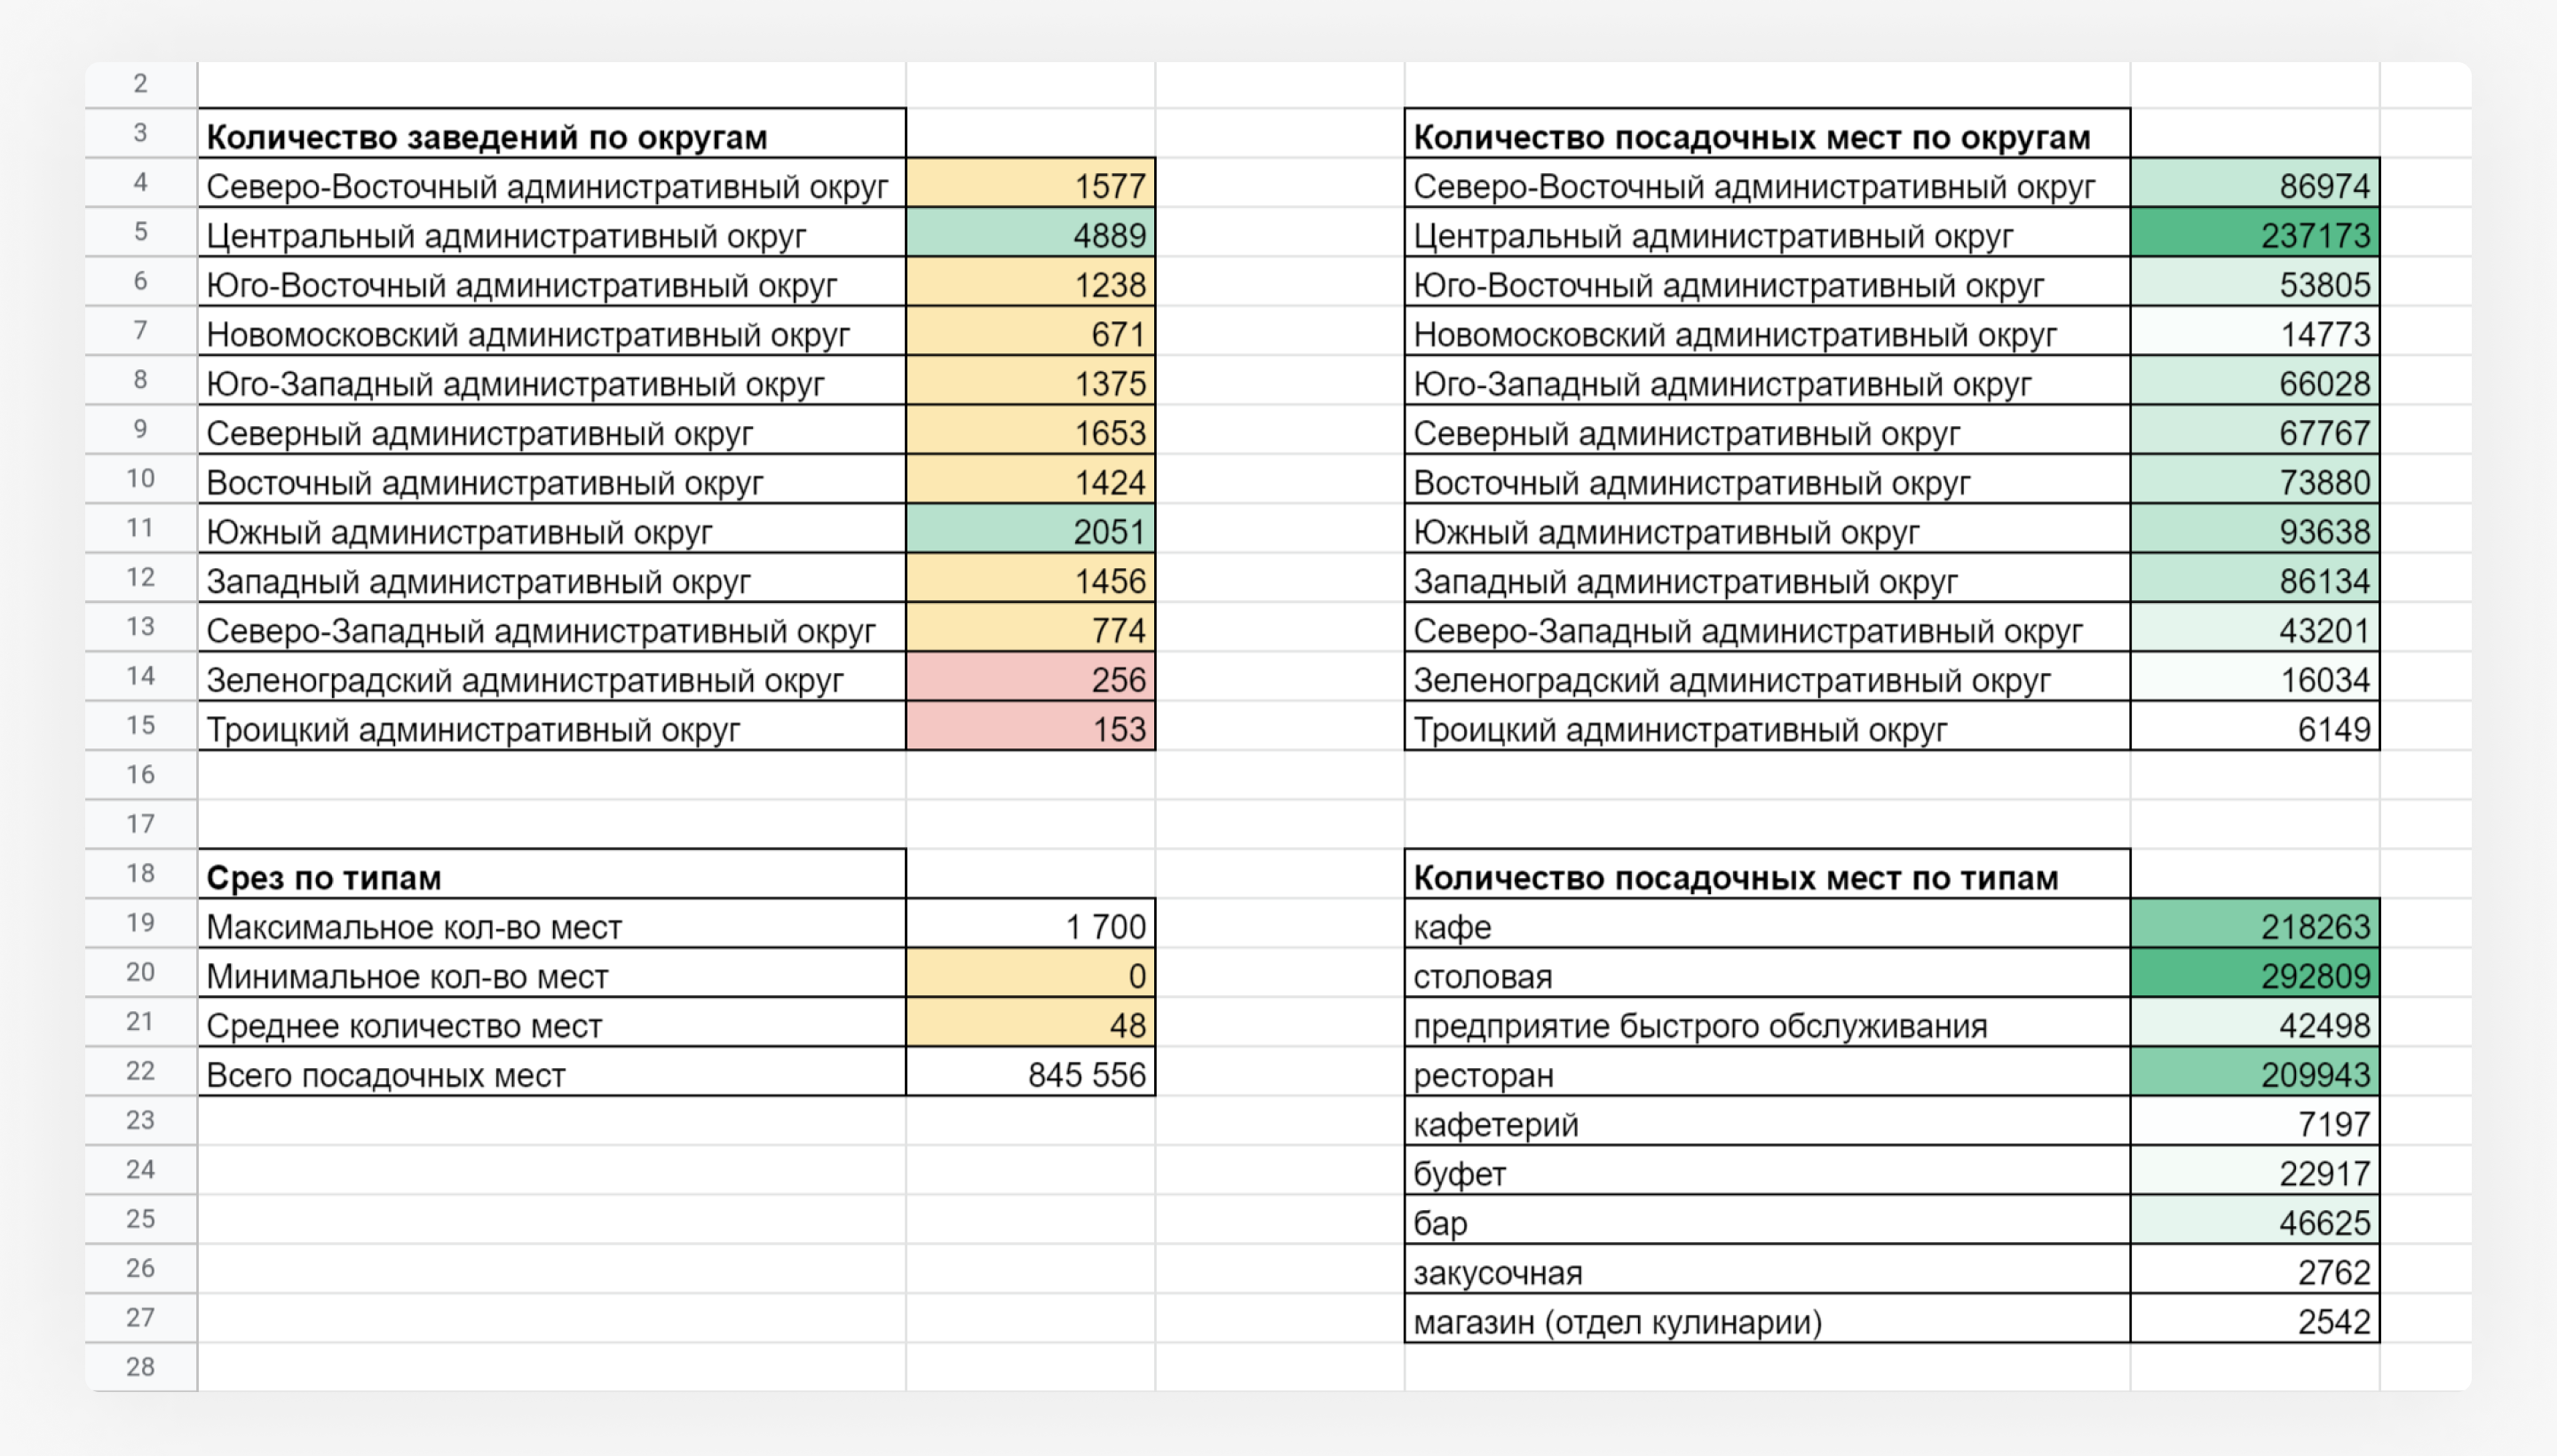 2
3 Количество заведений по округам Количество посадочных мест по округам
4 Северо-Восточный административный округ 1577 Северо-Восточный административный округ 86974
5 Центральный административный округ 4889 Центральный административный округ 237173
6 Юго-Восточный административный округ 1238 Юго-Восточный административный округ 53805
7 Новомосковский административный округ 671 Новомосковский административный округ 14773
8 Юго-Западный административный округ 1375 Юго-Западный административный округ 66028
9 Северный административный округ 1653 Северный административный округ 67767
10 Восточный административный округ 1424 Восточный административный округ 73880
11 Южный административный округ 2051 Южный административный округ 93638
12 Западный административный округ 1456 Западный административный округ 86134
13 Северо-Западный административный округ 774 Северо-Западный административный округ 43201
14 Зеленоградский административный округ 256 Зеленоградский административный округ 16034
15 Троицкий административный округ 153 Троицкий административный округ 6149
16
17
18 Срез по типам Количество посадочных мест по типам
19 Максимальное кол-во мест 1 700 кафе 218263
20 Минимальное кол-во мест 0 столовая 292809
21 Среднее количество мест 48 предприятие быстрого обслуживания 42498
22 Всего посадочных мест 845 556 ресторан 209943
23 кафетерий 7197
24 буфет 22917
25 бар 46625
26 закусочная 2762
27 магазин (отдел кулинарии) 2542
28